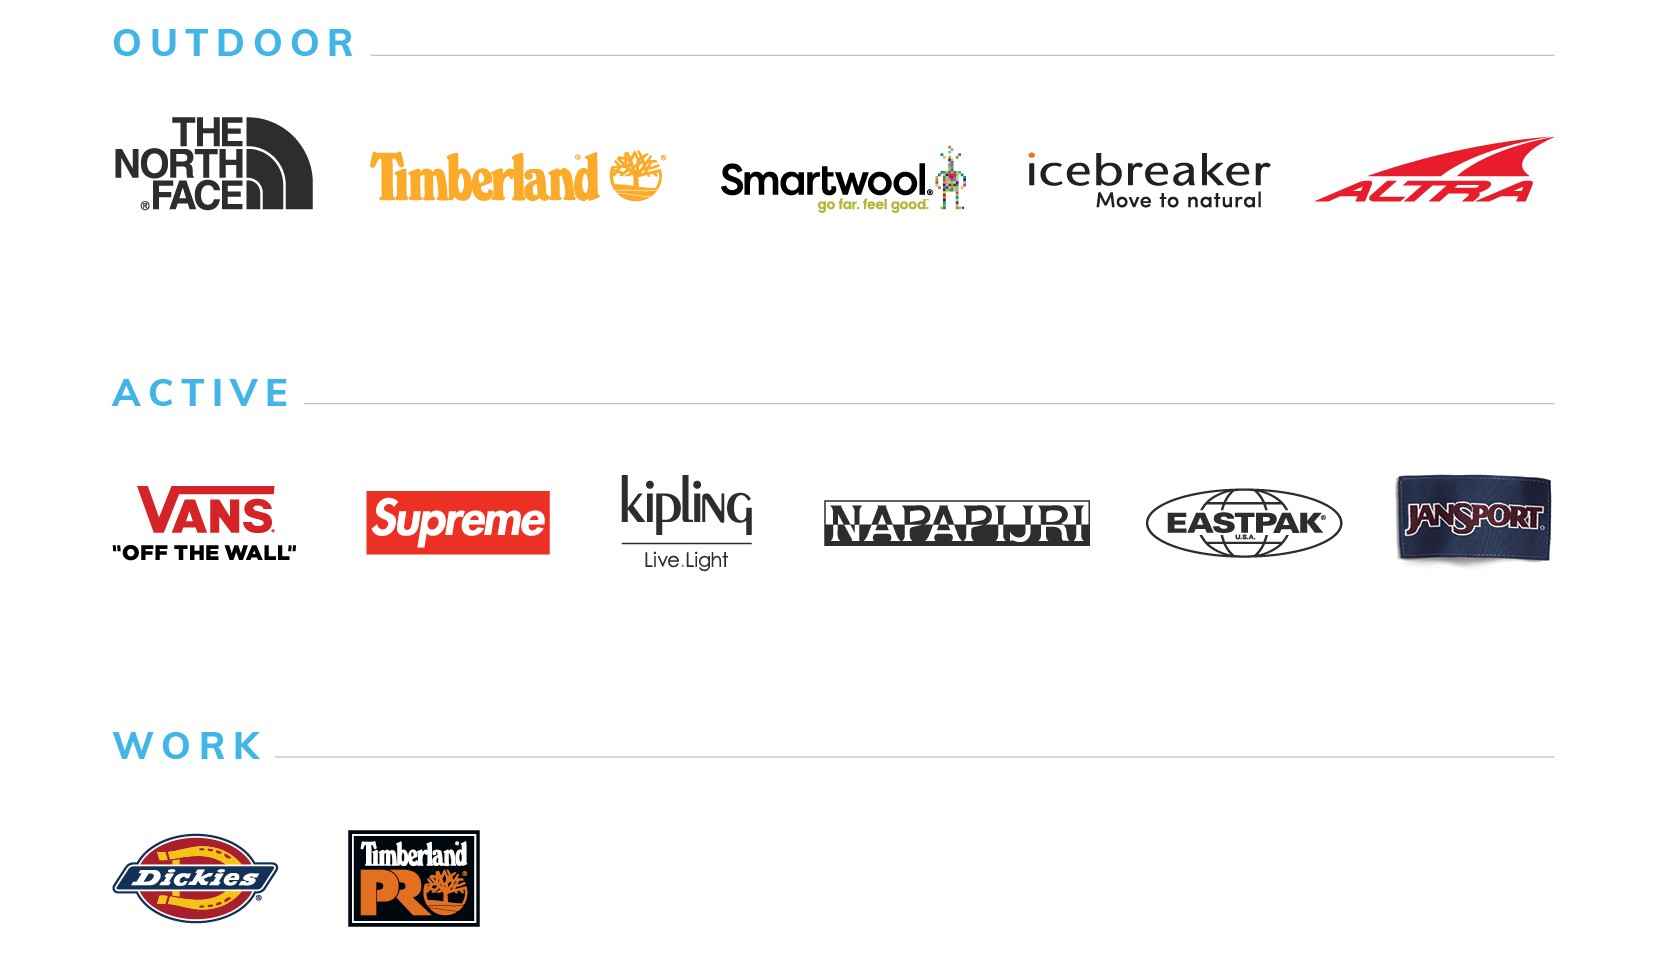 OUTDOOR
THE
NORTH
®FACE
Timberland®
®
Smartwool®
go far. feel good.
icebreaker
Move to natural
ALTRA
ACTIVE
VANS
"OFF THE WALL"
Supreme
kipling
Live.Light
NAPAPIJRI
EASTPAK®
U.S.A.
JANSPORT
WORK
Dickies®
Timberland
PRO®